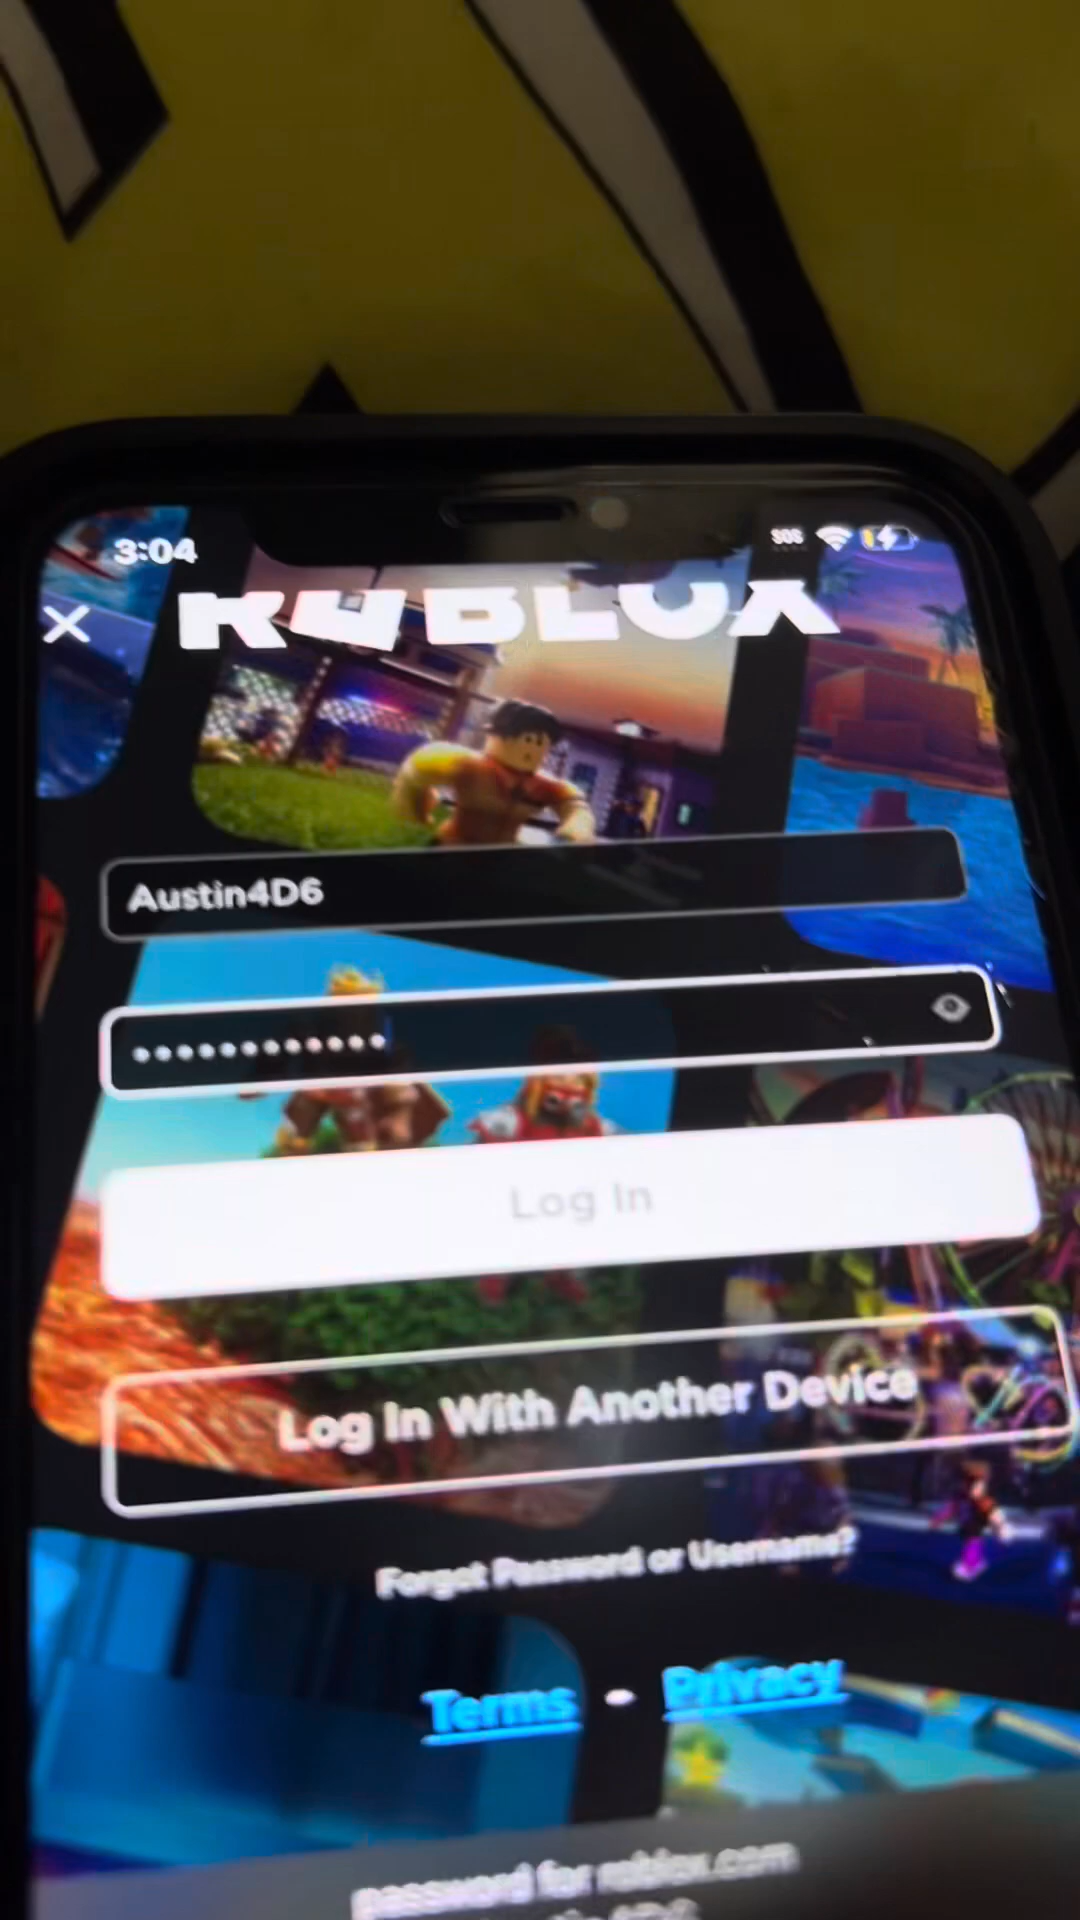 3:04
SOS
ROBLOX
Austin4D6
Log In
Log In With Another Device
Forgot Password or Username?
Terms - Privacy
password for roblox.com